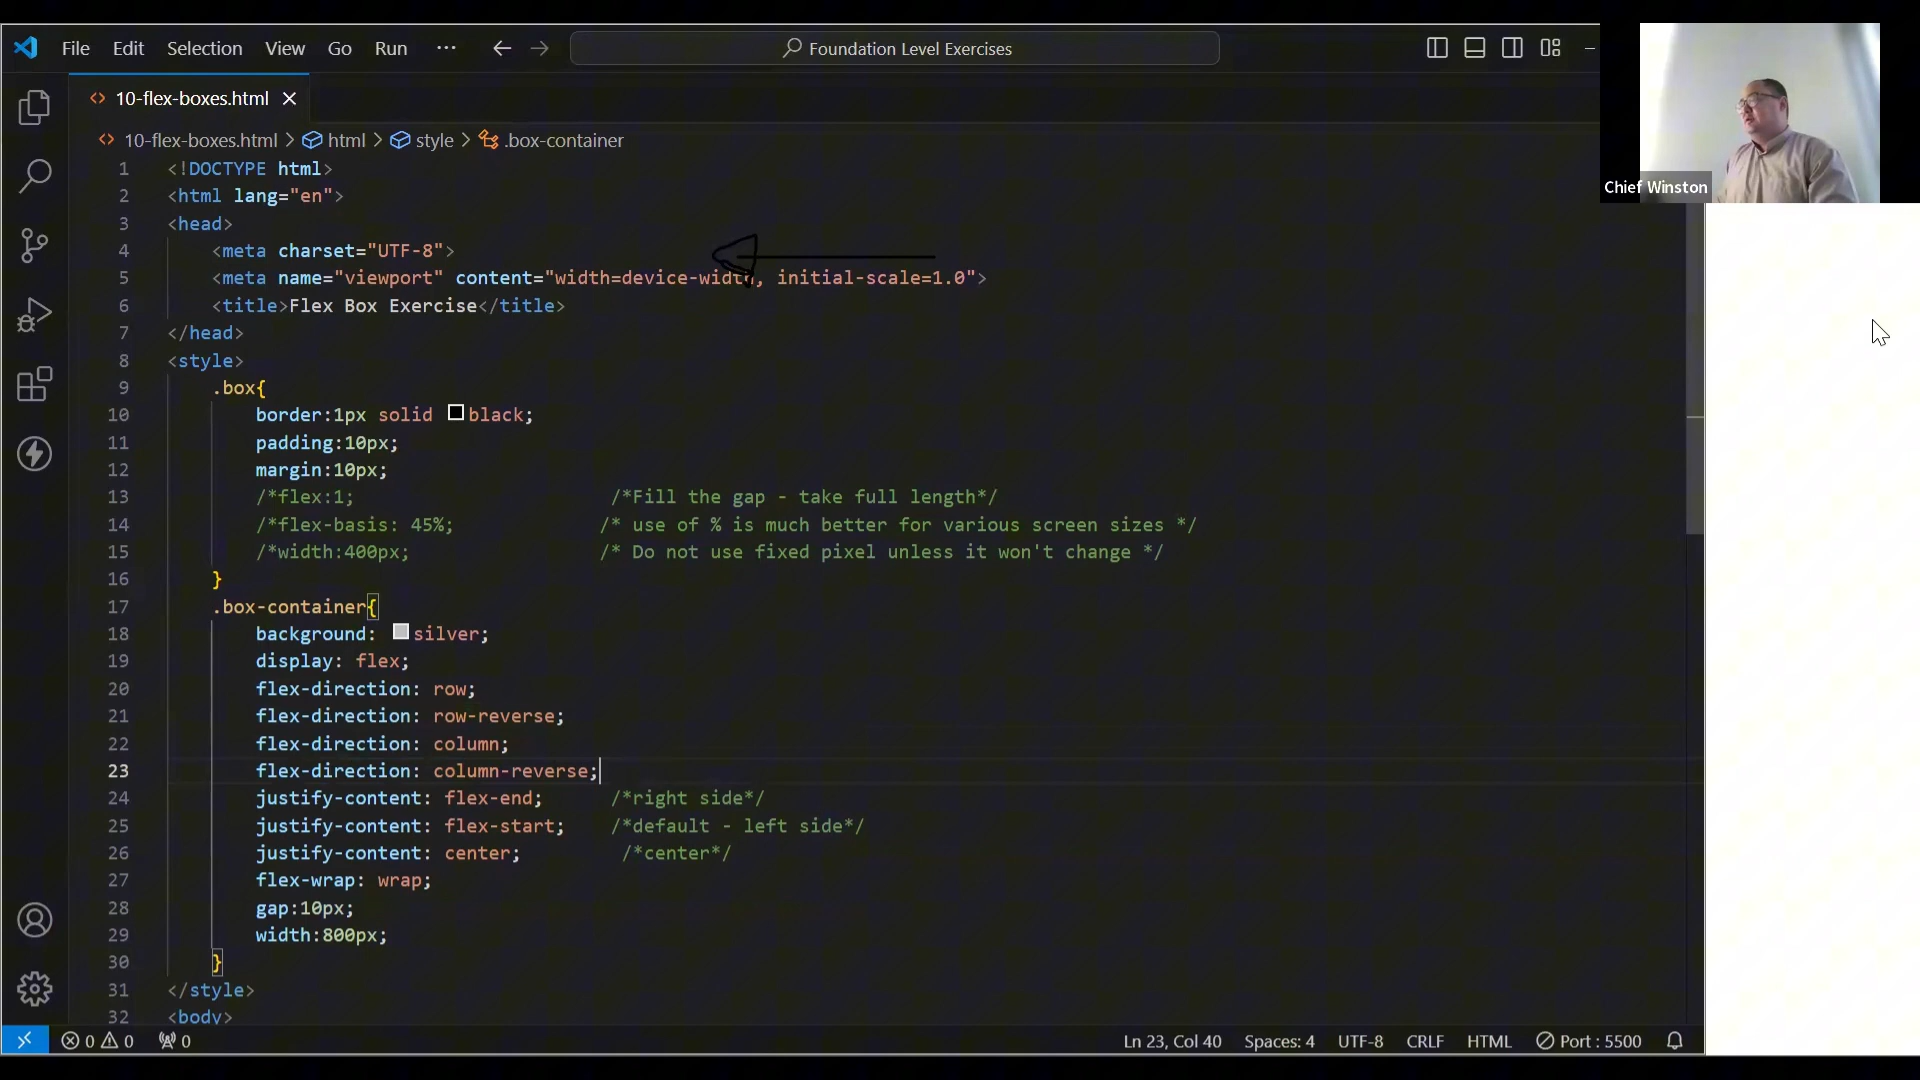 File Edit Selection View Go Run ··· Foundation Level Exercises
10-flex-boxes.html
10-flex-boxes.html > html > style > .box-container
1 <!DOCTYPE html>
2 <html lang="en">
3 <head>
4 <meta charset="UTF-8">
5 <meta name="viewport" content="width=device-width, initial-scale=1.0">
6 <title>Flex Box Exercise</title>
7 </head>
8 <style>
9 .box{
10 border:1px solid black;
11 padding:10px;
12 margin:10px;
13 /*flex:1; /*Fill the gap - take full length*/
14 /*flex-basis: 45%; /* use of % is much better for various screen sizes */
15 /*width:400px; /* Do not use fixed pixel unless it won't change */
16 }
17 .box-container{
18 background: silver;
19 display: flex;
20 flex-direction: row;
21 flex-direction: row-reverse;
22 flex-direction: column;
23 flex-direction: column-reverse;
24 justify-content: flex-end; /*right side*/
25 justify-content: flex-start; /*default - left side*/
26 justify-content: center; /*center*/
27 flex-wrap: wrap;
28 gap:10px;
29 width:800px;
30 }
31 </style>
32 <body>
0 0 0 Ln 23, Col 40 Spaces: 4 UTF-8 CRLF HTML Port : 5500
Chief Winston